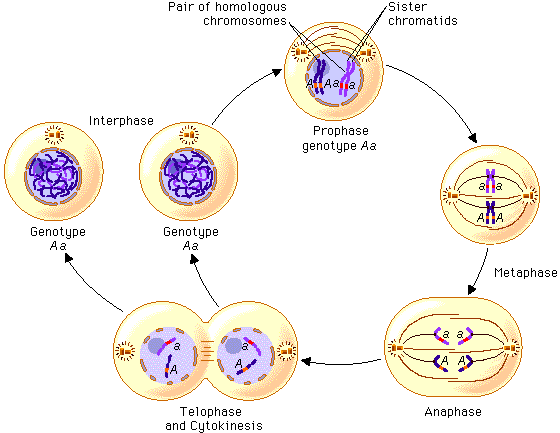 Pair of homologous
chromosomes
Sister
chromatids
A Aa a
Prophase
genotype Aa
Interphase
Genotype
Aa
Genotype
Aa
a a
A A
Metaphase
a a
A A
Anaphase
a
A
a
A
Telophase
and Cytokinesis